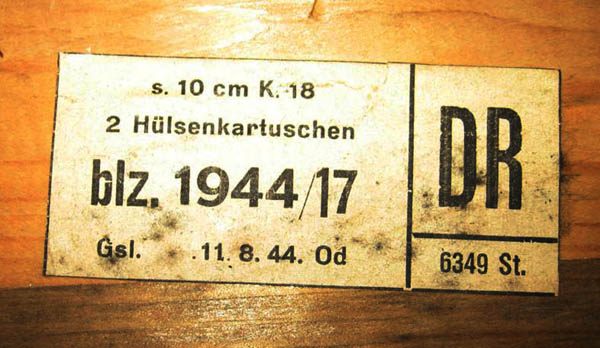 s. 10 cm K. 18
2 Hülsenkartuschen
blz. 1944/17
Gsl. 11. 8. 44. Od
DR
6349 St.